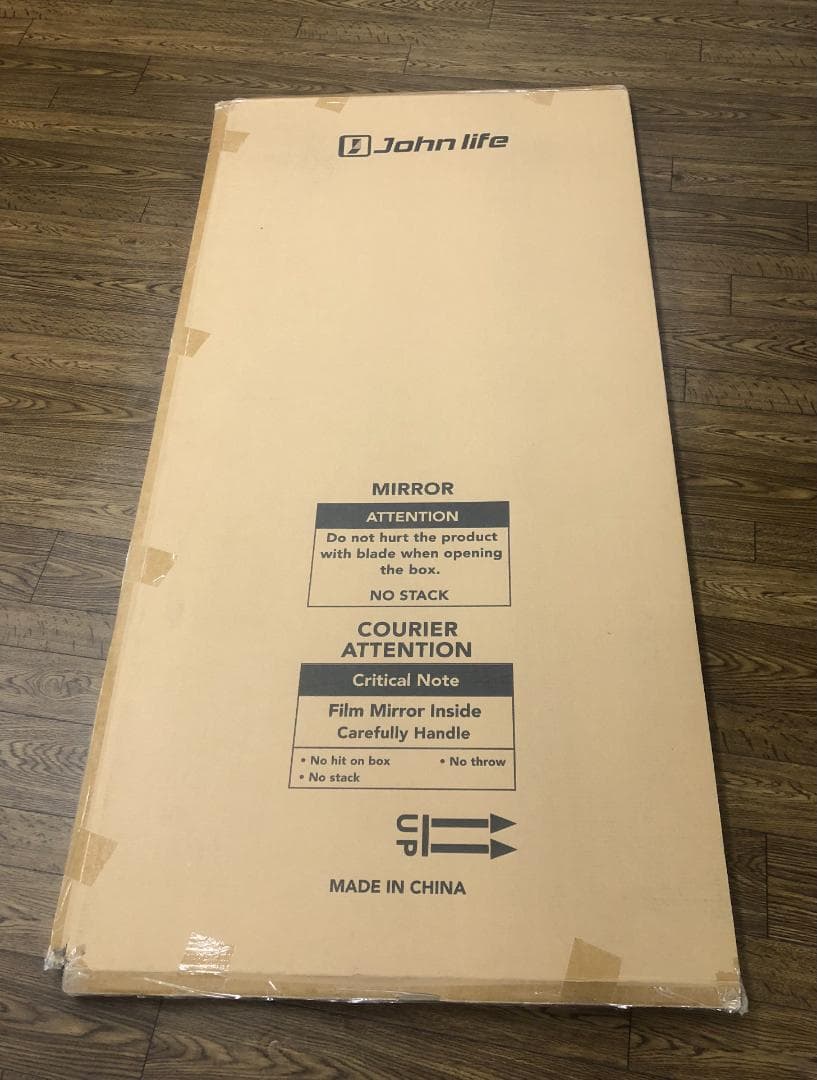 John life
MIRROR
ATTENTION
Do not hurt the product
with blade when opening
the box.
NO STACK
COURIER
ATTENTION
Critical Note
Film Mirror Inside
Carefully Handle
• No hit on box • No throw
• No stack
UP
MADE IN CHINA